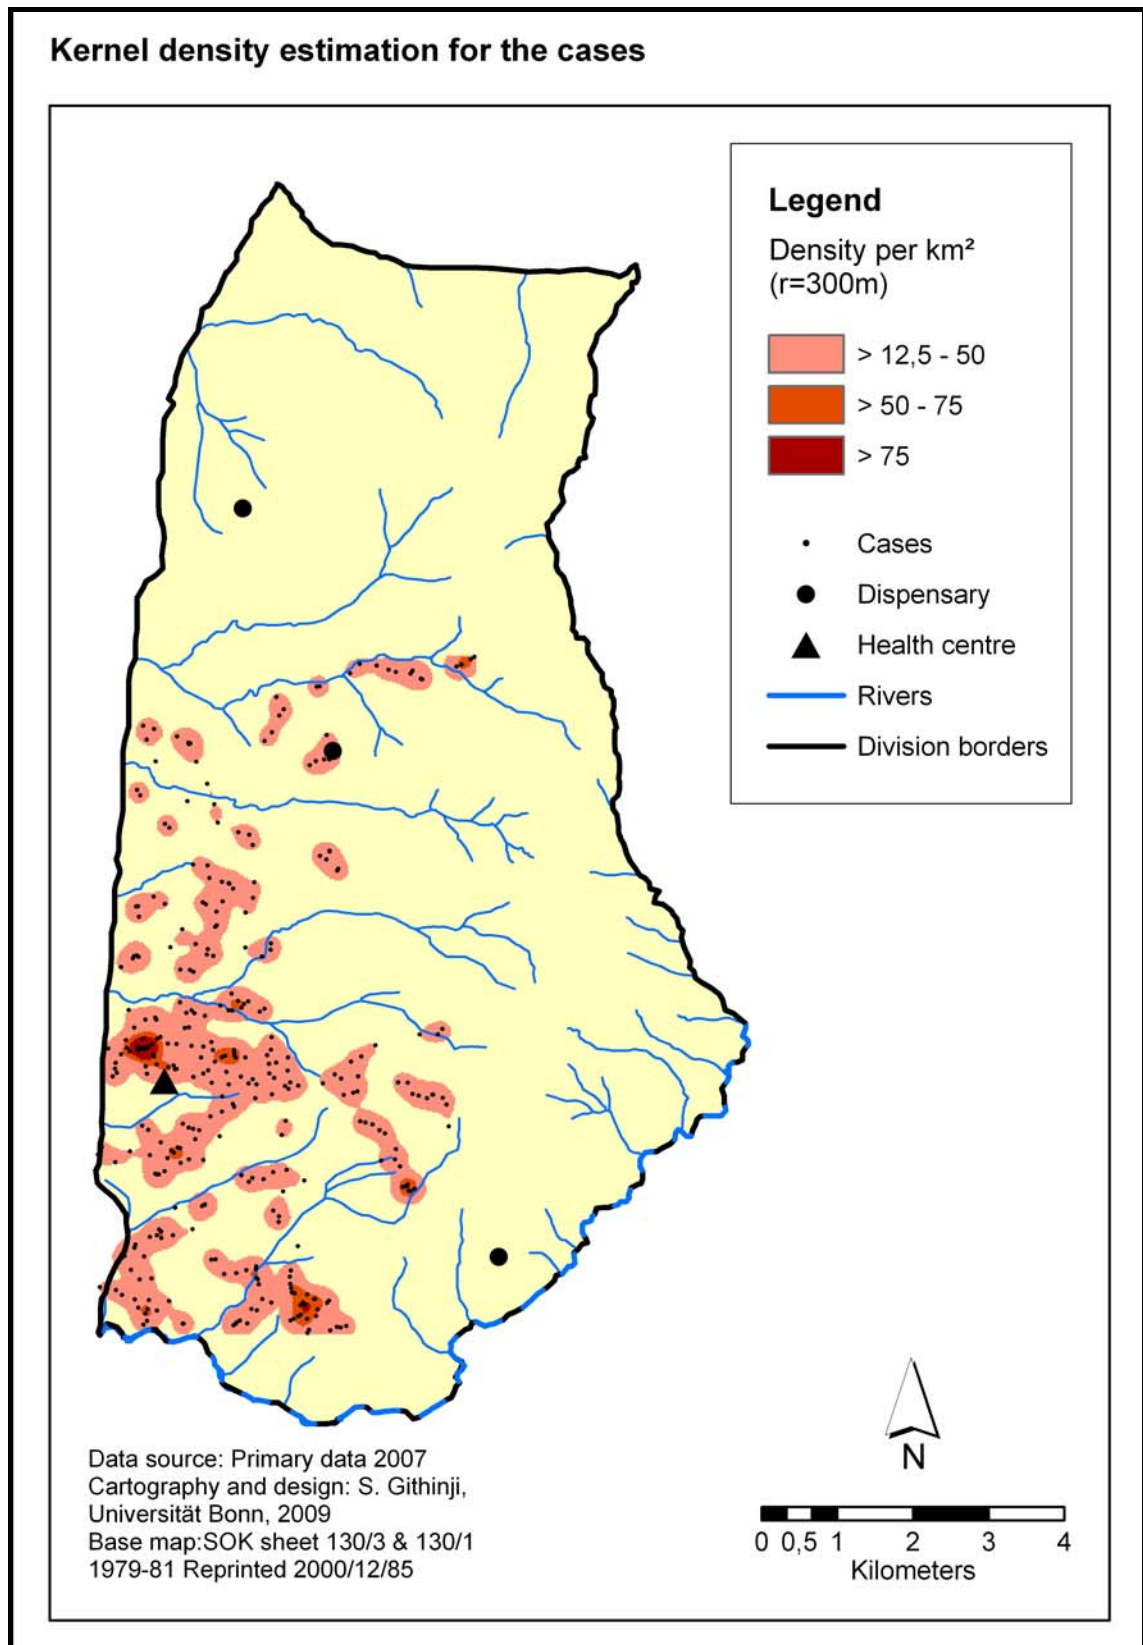 Kernel density estimation for the cases
Legend
Density per km²
(r=300m)
> 12,5 - 50
> 50 - 75
> 75
Cases
Dispensary
Health centre
Rivers
Division borders
Data source: Primary data 2007
Cartography and design: S. Githinji,
Universität Bonn, 2009
Base map:SOK sheet 130/3 & 130/1
1979-81 Reprinted 2000/12/85
N
0 0,5 1 2 3 4
Kilometers